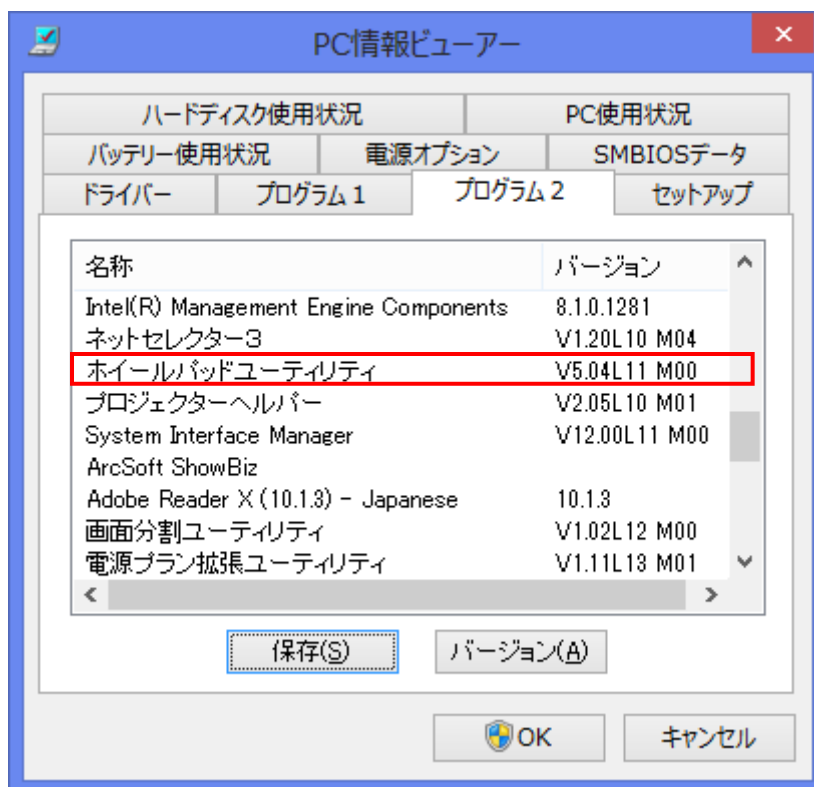 PC情報ビューアー
ハードディスク使用状況 PC使用状況
バッテリー使用状況 電源オプション SMBIOSデータ
ドライバー プログラム1 プログラム2 セットアップ
名称 バージョン
Intel(R) Management Engine Components 8.1.0.1281
ネットセレクター3 V1.20L10 M04
ホイールパッドユーティリティ V5.04L11 M00
プロジェクターヘルパー V2.05L10 M01
System Interface Manager V12.00L11 M00
ArcSoft ShowBiz
Adobe Reader X (10.1.3) - Japanese 10.1.3
画面分割ユーティリティ V1.02L12 M00
電源プラン拡張ユーティリティ V1.11L13 M01
保存(S) バージョン(A)
OK キャンセル